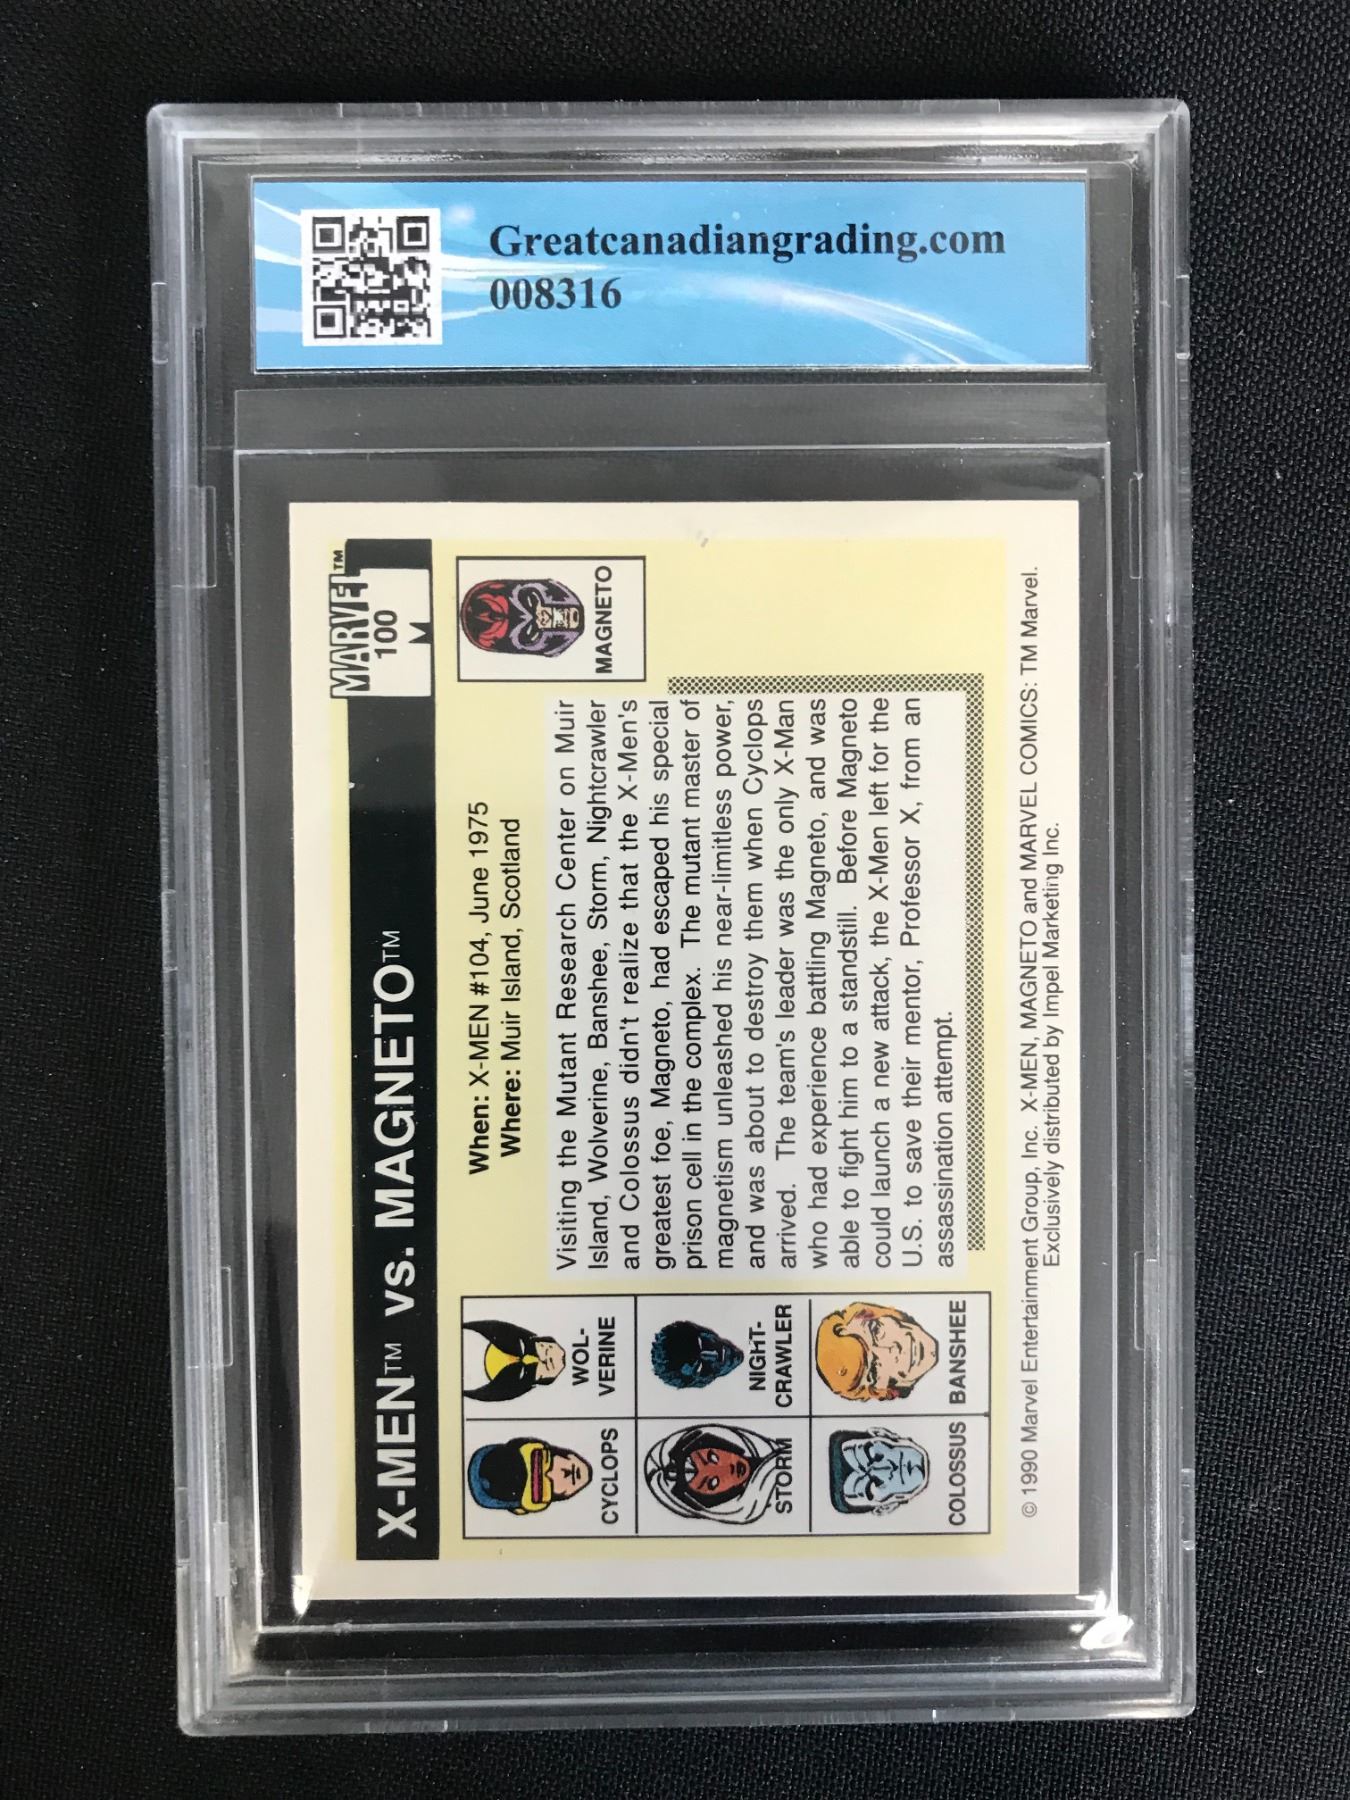 Greatcanadiangrading.com
008316
X-MEN™ vs. MAGNETO™
MARVEL™
100
M
When: X-MEN #104, June 1975
Where: Muir Island, Scotland
CYCLOPS
WOL-
VERINE
STORM
NIGHT-
CRAWLER
COLOSSUS
BANSHEE
Visiting the Mutant Research Center on Muir
Island, Wolverine, Banshee, Storm, Nightcrawler
and Colossus didn't realize that the X-Men's
greatest foe, Magneto, had escaped his special
prison cell in the complex. The mutant master of
magnetism unleashed his near-limitless power,
and was about to destroy them when Cyclops
arrived. The team's leader was the only X-Man
who had experience battling Magneto, and was
able to fight him to a standstill. Before Magneto
could launch a new attack, the X-Men left for the
U.S. to save their mentor, Professor X, from an
assassination attempt.
MAGNETO
© 1990 Marvel Entertainment Group, Inc. X-MEN, MAGNETO and MARVEL COMICS: TM Marvel.
Exclusively distributed by Impel Marketing Inc.